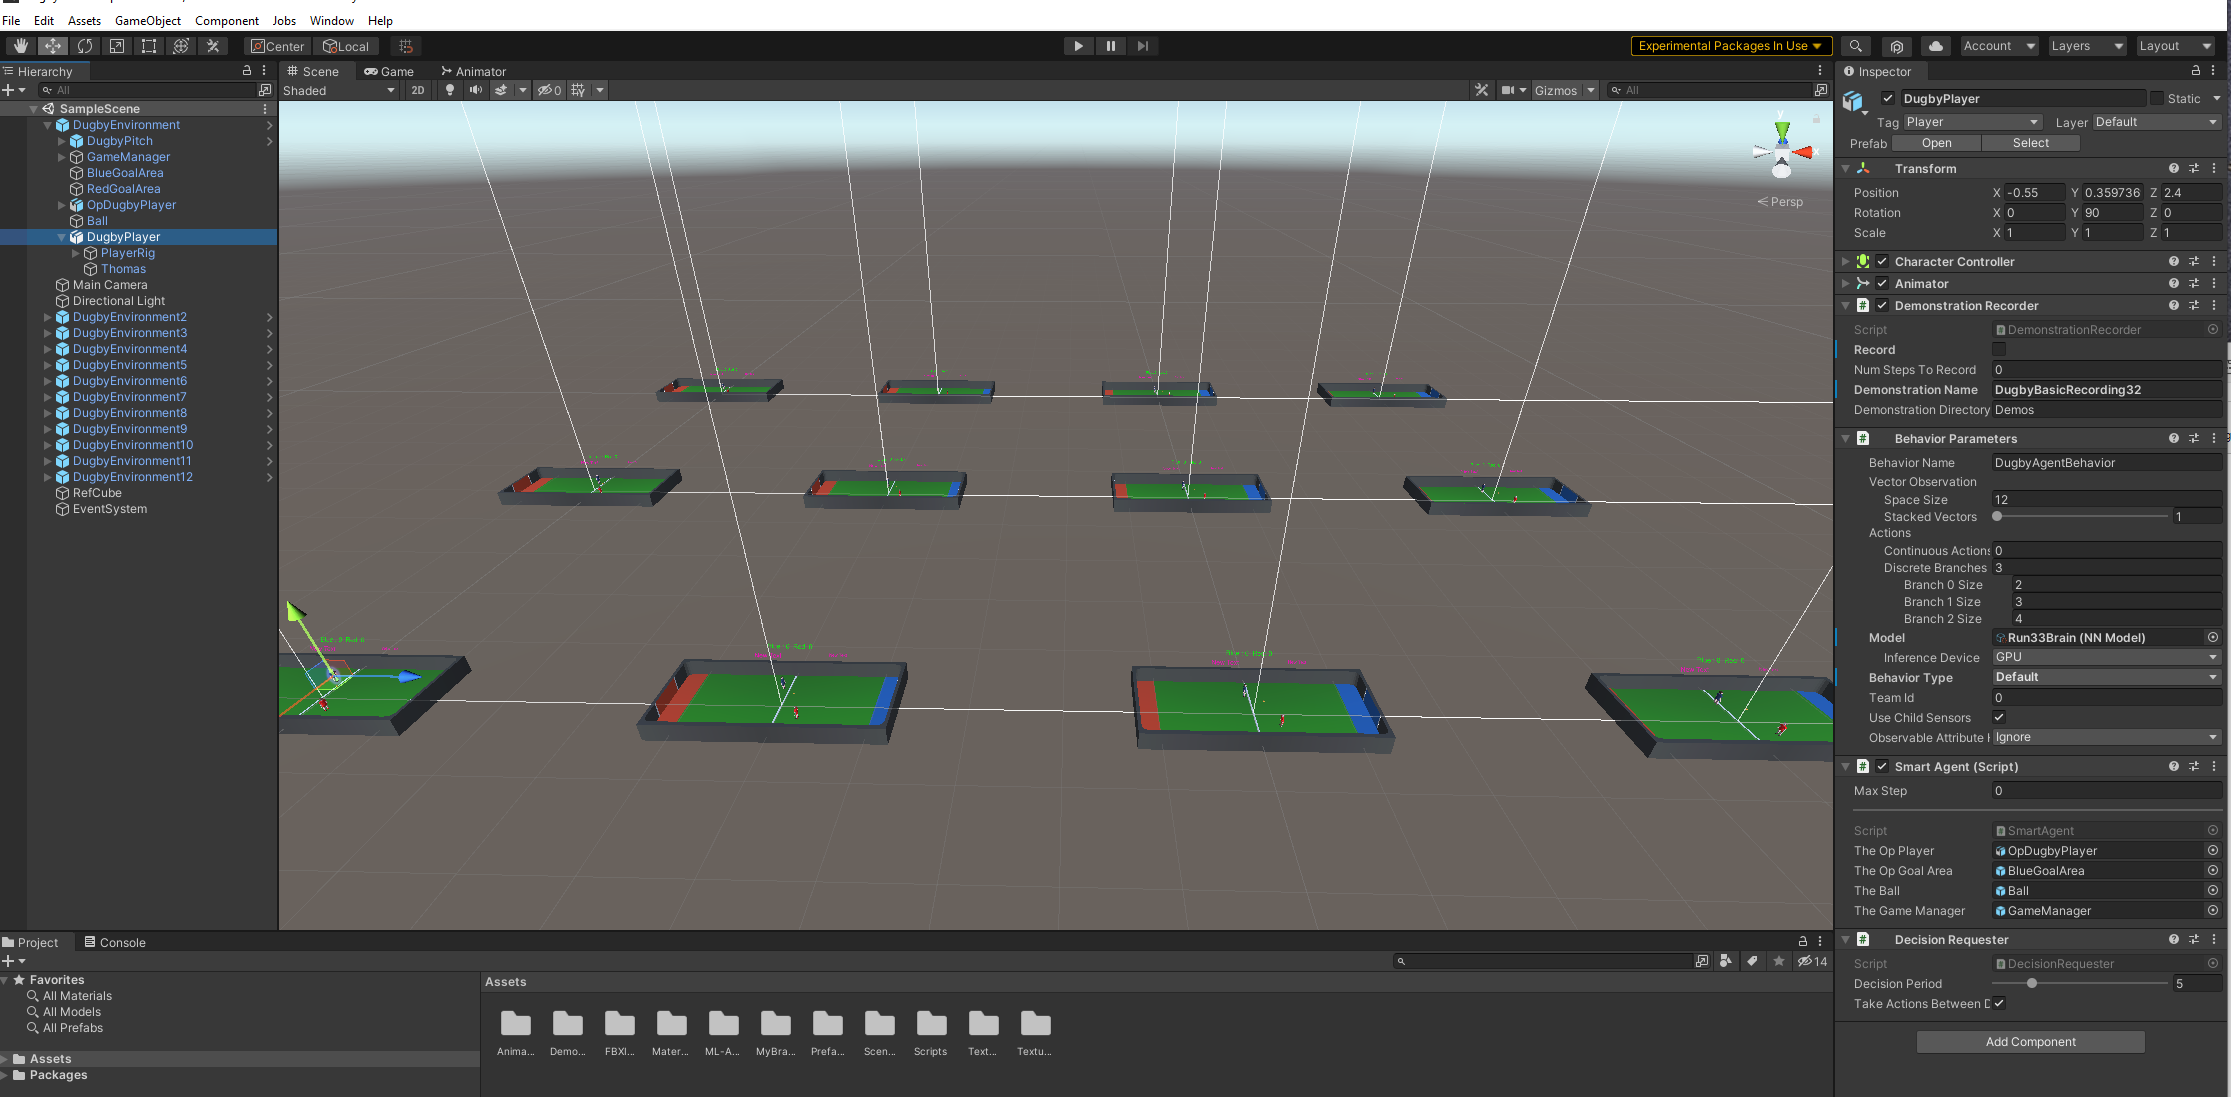 File Edit Assets GameObject Component Jobs Window Help
Center Local
Experimental Packages In Use Account Layers Layout
Hierarchy
All
SampleScene
DugbyEnvironment
DugbyPitch
GameManager
BlueGoalArea
RedGoalArea
OpDugbyPlayer
Ball
DugbyPlayer
PlayerRig
Thomas
Main Camera
Directional Light
DugbyEnvironment2
DugbyEnvironment3
DugbyEnvironment4
DugbyEnvironment5
DugbyEnvironment6
DugbyEnvironment7
DugbyEnvironment8
DugbyEnvironment9
DugbyEnvironment10
DugbyEnvironment11
DugbyEnvironment12
RefCube
EventSystem
Scene Game Animator
Shaded 2D 0 Gizmos All
y
x
Persp
Inspector
DugbyPlayer Static
Tag Player Layer Default
Prefab Open Select
Transform
Position X -0.55 Y 0.359736 Z 2.4
Rotation X 0 Y 90 Z 0
Scale X 1 Y 1 Z 1
Character Controller
Animator
Demonstration Recorder
Script DemonstrationRecorder
Record
Num Steps To Record 0
Demonstration Name DugbyBasicRecording32
Demonstration Directory Demos
Behavior Parameters
Behavior Name DugbyAgentBehavior
Vector Observation
Space Size 12
Stacked Vectors 1
Actions
Continuous Actions 0
Discrete Branches 3
Branch 0 Size 2
Branch 1 Size 3
Branch 2 Size 4
Model Run33Brain (NN Model)
Inference Device GPU
Behavior Type Default
Team Id 0
Use Child Sensors
Observable Attribute Ignore
Smart Agent (Script)
Max Step 0
Script SmartAgent
The Op Player OpDugbyPlayer
The Op Goal Area BlueGoalArea
The Ball Ball
The Game Manager GameManager
Decision Requester
Script DecisionRequester
Decision Period 5
Take Actions Between D
Add Component
Project Console
14
Favorites
All Materials
All Models
All Prefabs
Assets
Packages
Assets
Anima... Demo... FBXI... Mater... ML-A... MyBra... Prefa... Scen... Scripts Text... Textu...